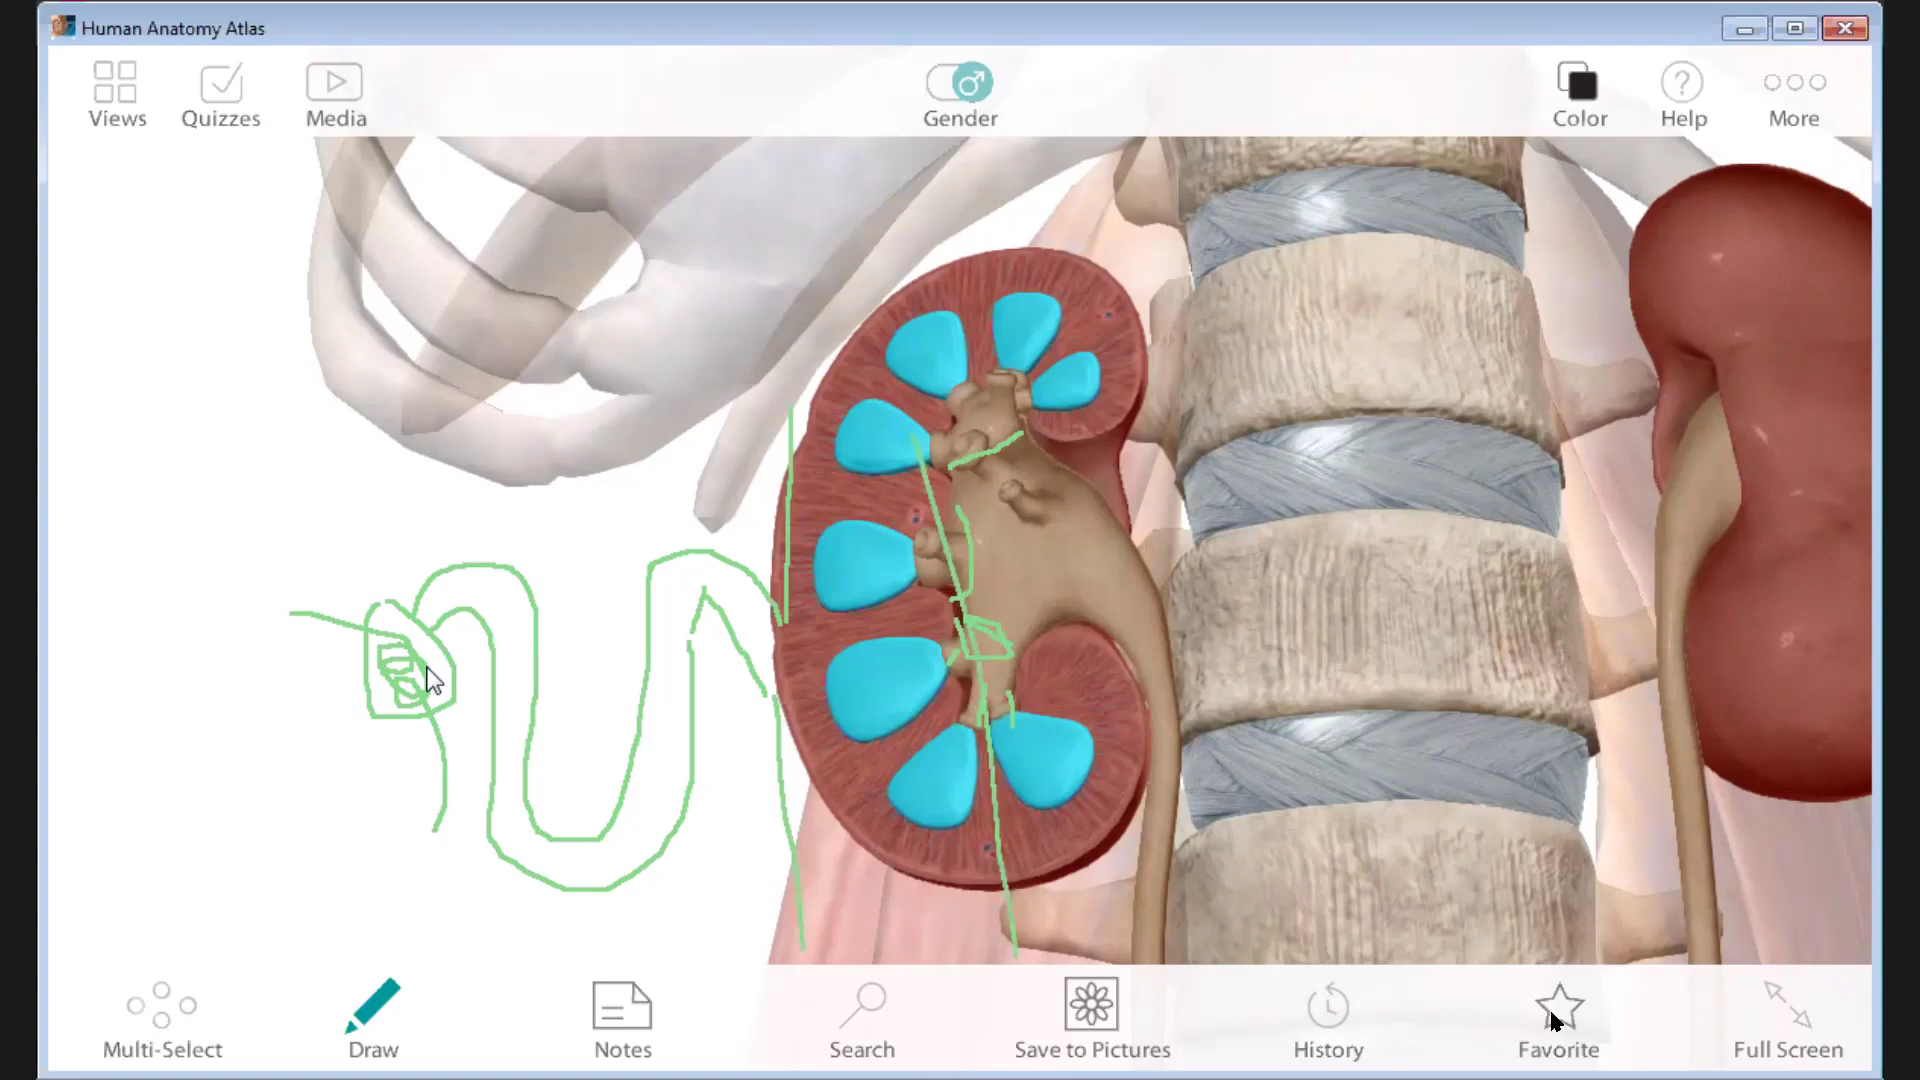 Human Anatomy Atlas
Views Quizzes Media Gender Color Help More
Multi-Select Draw Notes Search Save to Pictures History Favorite Full Screen